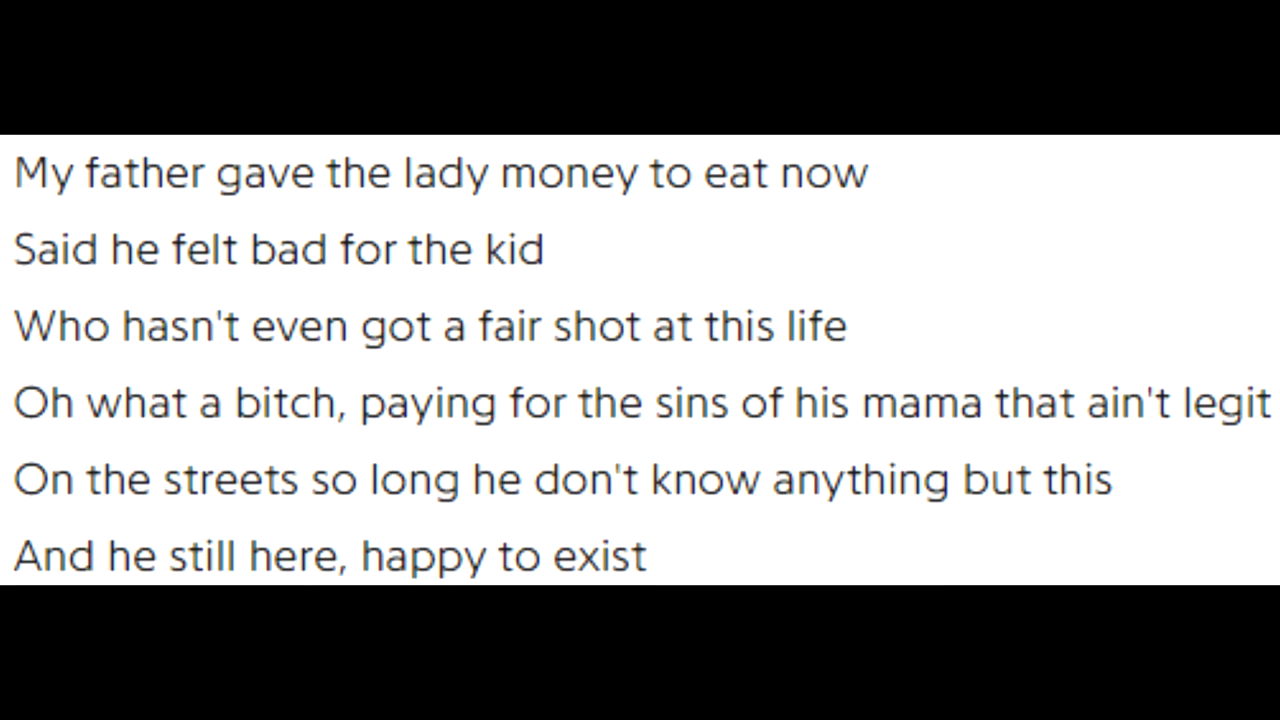 My father gave the lady money to eat now
Said he felt bad for the kid
Who hasn't even got a fair shot at this life
Oh what a bitch, paying for the sins of his mama that ain't legit
On the streets so long he don't know anything but this
And he still here, happy to exist